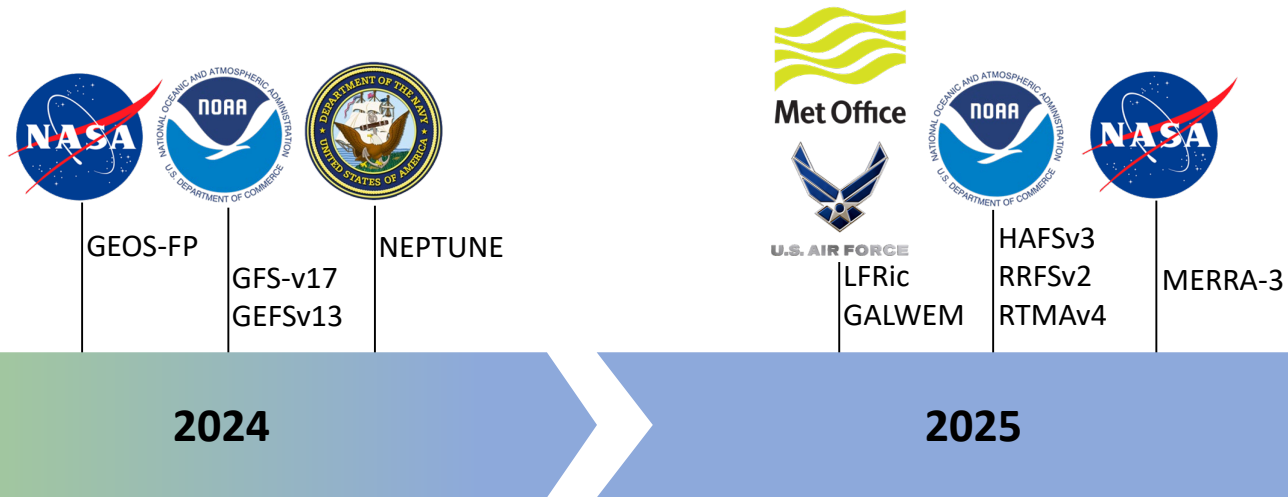 NASA
NATIONAL OCEANIC AND ATMOSPHERIC ADMINISTRATION
NOAA
U.S. DEPARTMENT OF COMMERCE
DEPARTMENT OF THE NAVY
UNITED STATES OF AMERICA
Met Office
U.S. AIR FORCE
NATIONAL OCEANIC AND ATMOSPHERIC ADMINISTRATION
NOAA
U.S. DEPARTMENT OF COMMERCE
NASA
GEOS-FP
GFS-v17
GEFSv13
NEPTUNE
LFRic
GALWEM
HAFSv3
RRFSv2
RTMAv4
MERRA-3
2024
2025